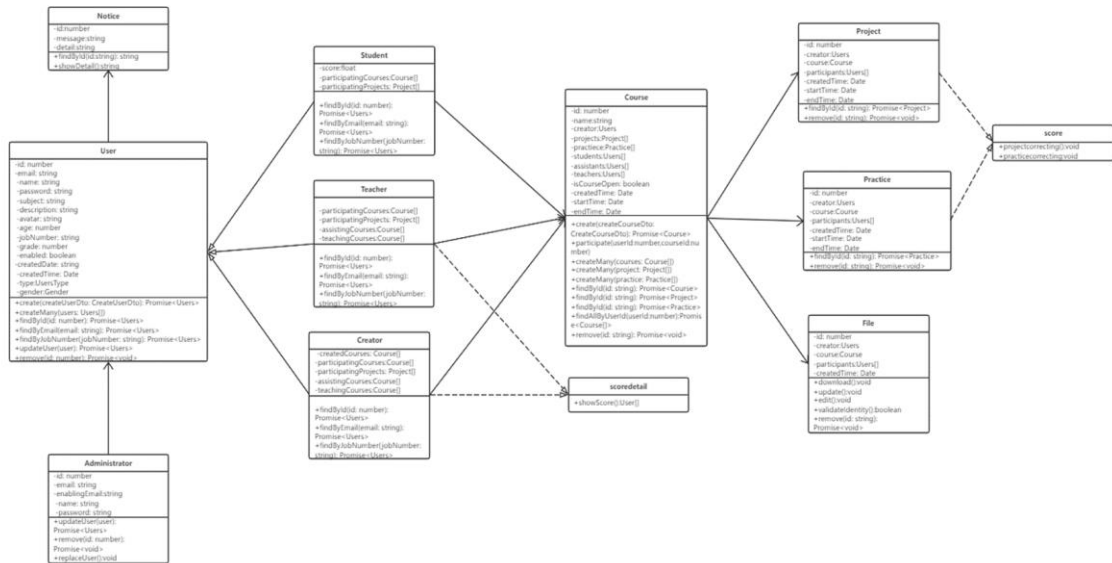 Notice
-id:number
-message:string
-detail:string
+findById(id:string): string
+showDetail():string
User
-id: number
-email: string
-name: string
-password: string
-subject: string
-description: string
-avatar: string
-age: number
-jobNumber: string
-grade: number
-enabled: boolean
-createdDate: string
-createdTime: Date
-type:UsersType
-gender:Gender
+create(createUserDto: CreateUserDto): Promise<Users>
+createMany(users: Users[])
+findById(id: number): Promise<Users>
+findByEmail(email: string): Promise<Users>
+findByJobNumber(jobNumber: string): Promise<Users>
+updateUser(user): Promise<Users>
+remove(id: number): Promise<void>
Administrator
-id: number
-email: string
-enablingEmail:string
-name: string
-password: string
+updateUser(user):
Promise<Users>
+remove(id: number):
Promise<void>
+replaceUser():void
Student
-score:float
-participatingCourses:Course[]
-participatingProjects: Project[]
+findById(id: number):
Promise<Users>
+findByEmail(email: string):
Promise<Users>
+findByJobNumber(jobNumber:
string): Promise<Users>
Teacher
-participatingCourses:Course[]
-participatingProjects: Project[]
-assistingCourses:Course[]
-teachingCourses:Course[]
+findById(id: number):
Promise<Users>
+findByEmail(email: string):
Promise<Users>
+findByJobNumber(jobNumber:
string): Promise<Users>
Creator
-createdCourses: Course[]
-participatingCourses:Course[]
-participatingProjects: Project[]
-assistingCourses:Course[]
-teachingCourses:Course[]
+findById(id: number):
Promise<Users>
+findByEmail(email: string):
Promise<Users>
+findByJobNumber(jobNumber:
string): Promise<Users>
Course
-id: number
-name:string
-creator:Users
-projects:Project[]
-practiece:Practice[]
-students:Users[]
-assistants:Users[]
-teachers:Users[]
-isCourseOpen: boolean
-createdTime: Date
-startTime: Date
-endTime: Date
+create(createCourseDto:
CreateCourseDto): Promise<Course>
+participate(userId:number,courseId:nu
mber)
+createMany(courses: Course[])
+createMany(project: Project[])
+createMany(practice: Practice[])
+findById(id: string): Promise<Course>
+findById(id: string): Promise<Project>
+findById(id: string): Promise<Practice>
+findAllByUserId(userId:number);Promis
e<Course[]>
+remove(id: string): Promise<void>
scoredetail
+showScore():User[]
Project
-id: number
-creator:Users
-course:Course
-participants:Users[]
-createdTime: Date
-startTime: Date
-endTime: Date
+findById(id: string): Promise<Project>
+remove(id: string): Promise<void>
Practice
-id: number
-creator:Users
-course:Course
-participants:Users[]
-createdTime: Date
-startTime: Date
-endTime: Date
+findById(id: string): Promise<Practice>
+remove(id: string): Promise<void>
File
-id: number
-creator:Users
-course:Course
-participants:Users[]
-createdTime: Date
+download():void
+update():void
+edit():void
+validateIdentity():boolean
+remove(id: string):
Promise<void>
score
+projectcorrecting():void
+practicecorrecting:void